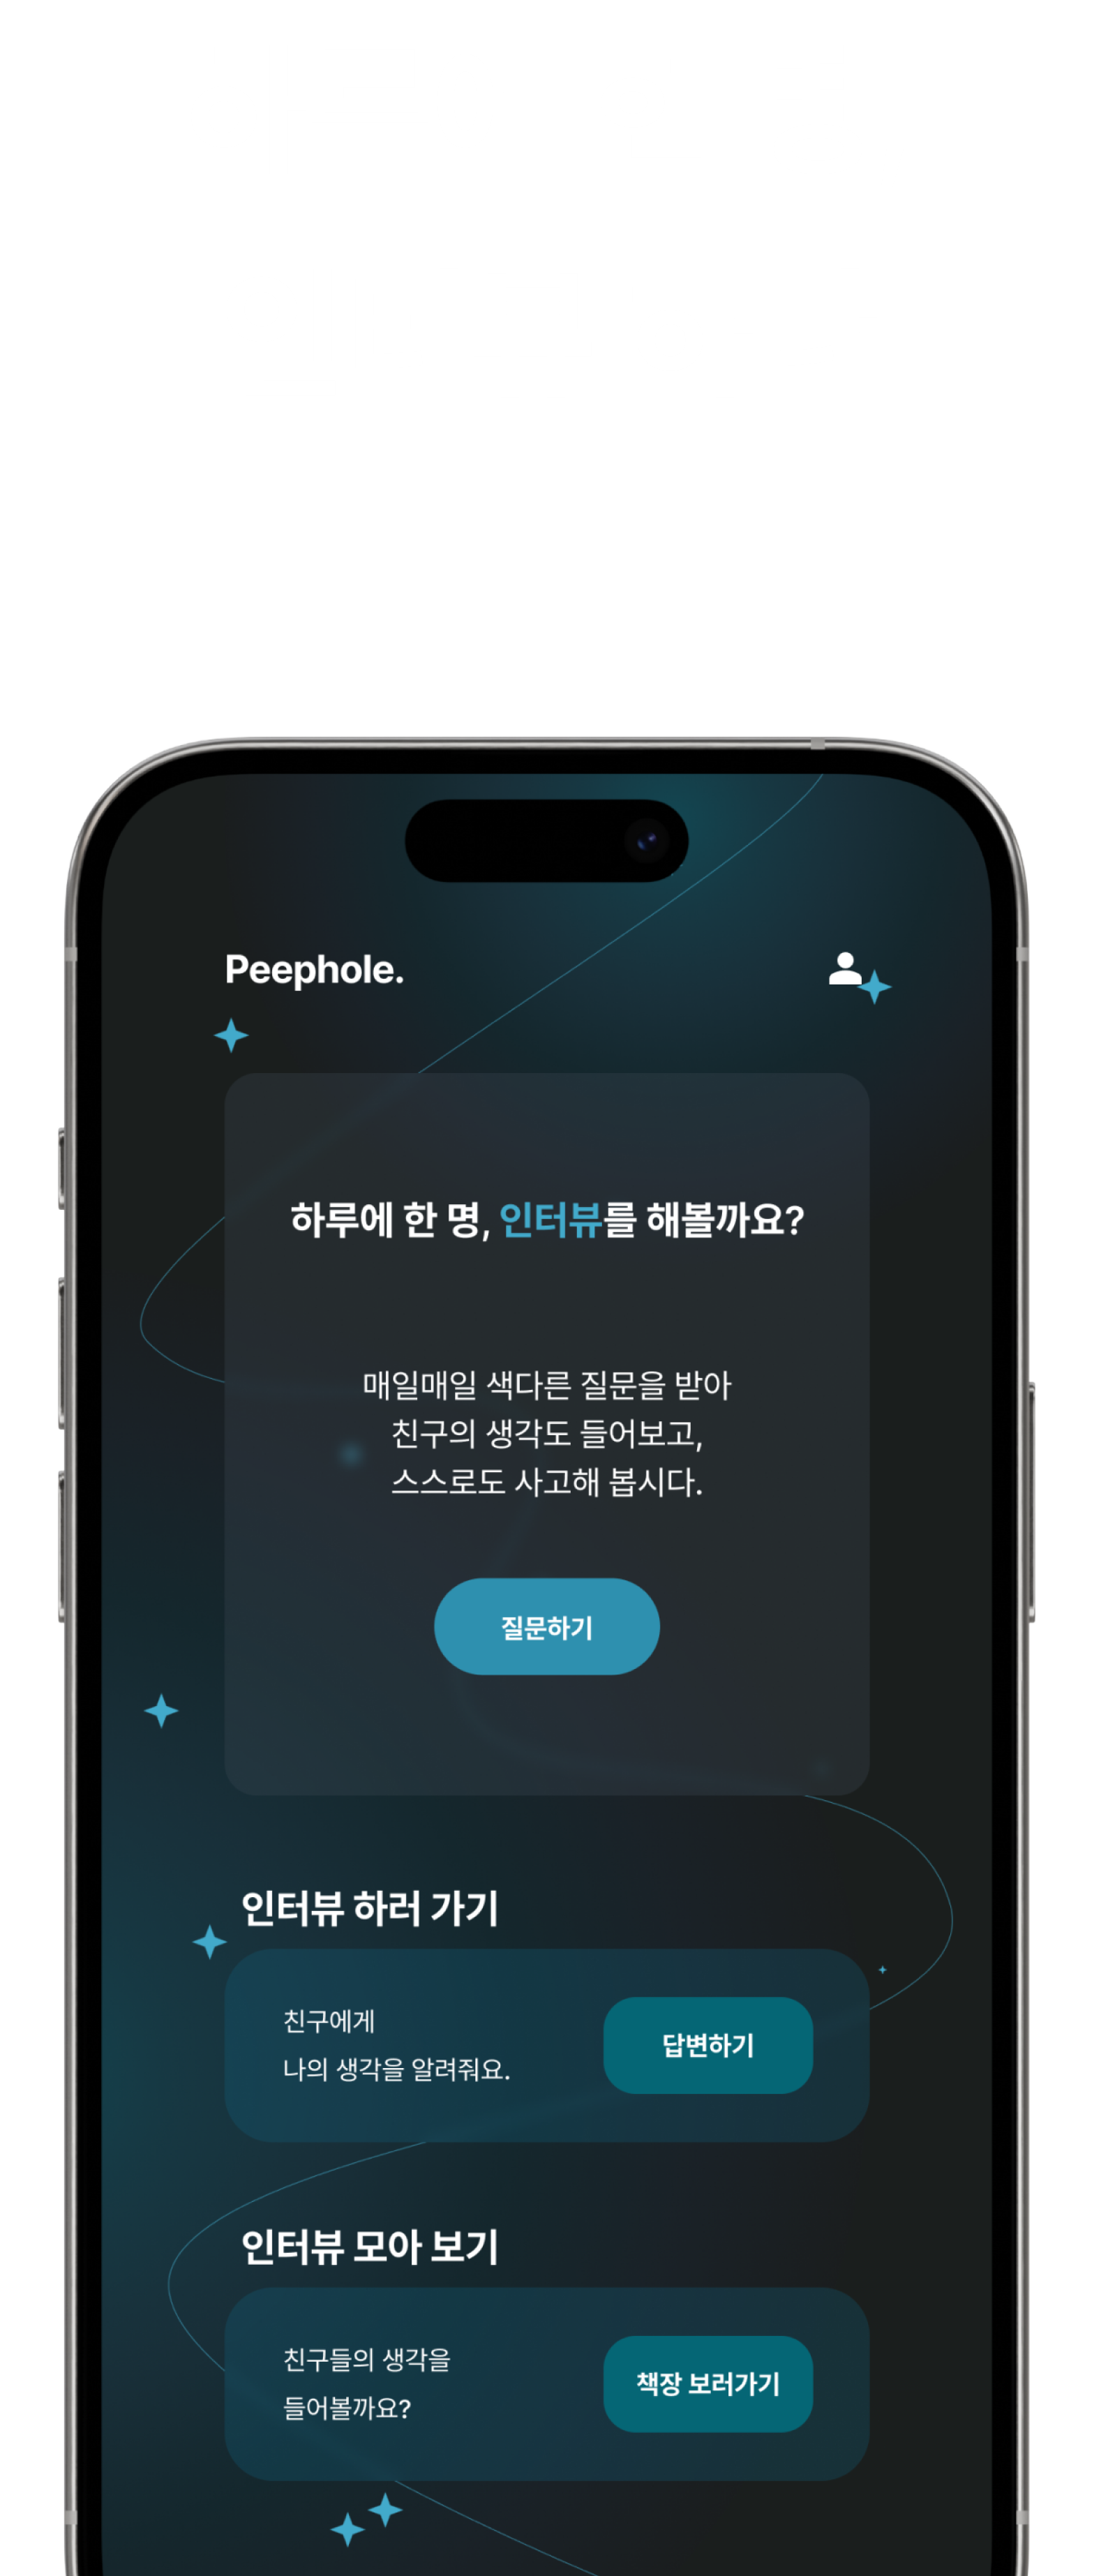 Peephole.
하루에 한 명, 인터뷰를 해볼까요?
매일매일 색다른 질문을 받아
친구의 생각도 들어보고,
스스로도 사고해 봅시다.
질문하기
인터뷰 하러 가기
친구에게
나의 생각을 알려줘요.
답변하기
인터뷰 모아 보기
친구들의 생각을
들어볼까요?
책장 보러가기